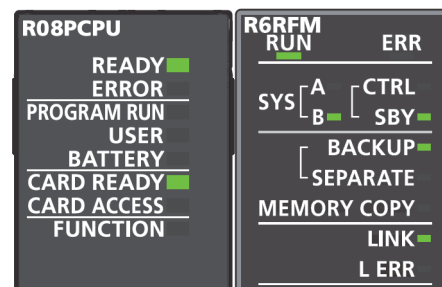 R08PCPU
READY
ERROR
PROGRAM RUN
USER
BATTERY
CARD READY
CARD ACCESS
FUNCTION
R6RFM
RUN ERR
SYS A CTRL
B SBY
BACKUP
SEPARATE
MEMORY COPY
LINK
L ERR